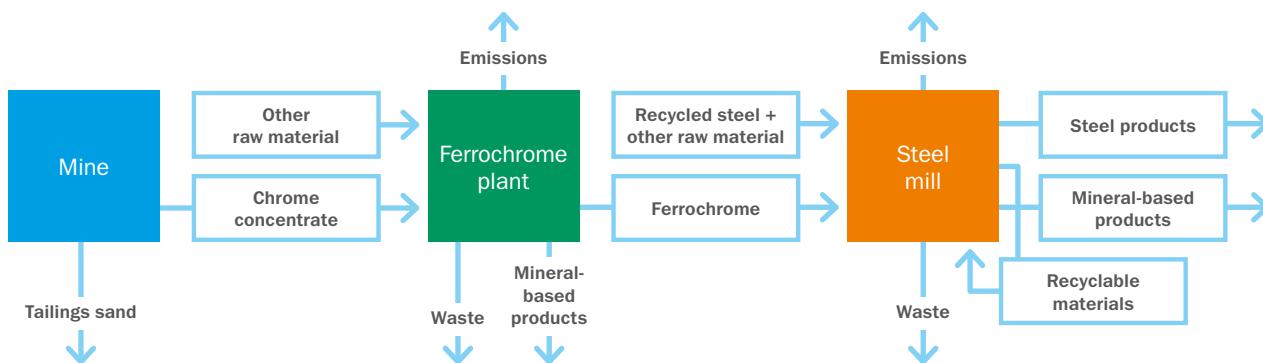 Emissions
Emissions
Other
raw material
Recycled steel +
other raw material
Steel products
Mine
Ferrochrome
plant
Steel
mill
Chrome
concentrate
Ferrochrome
Mineral-based
products
Tailings sand
Waste
Mineral-
based
products
Waste
Recyclable
materials